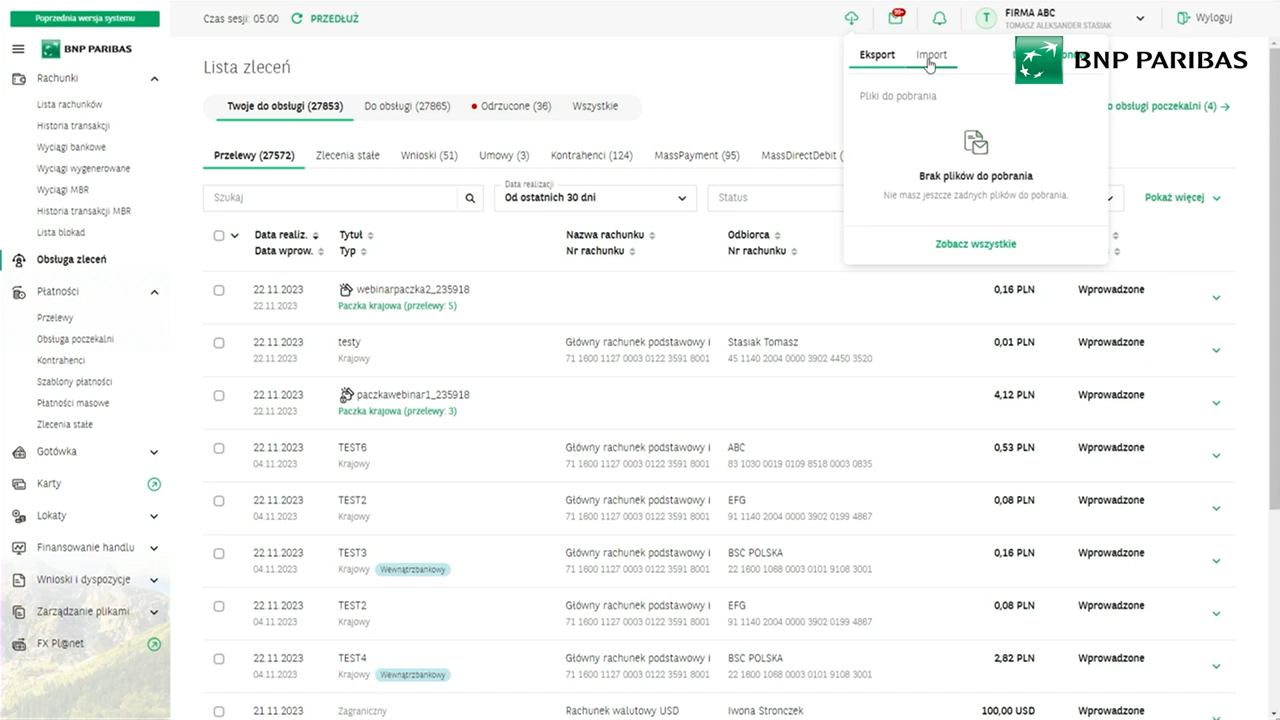 Poprzednia wersja systemu
Czas sesji: 05:00 PRZEDŁUŻ
99+
T
FIRMA ABC
TOMASZ ALEKSANDER STASIAK
Wyloguj
BNP PARIBAS
Rachunki
Lista rachunków
Historia transakcji
Wyciągi bankowe
Wyciągi wygenerowane
Wyciągi MBR
Historia transakcji MBR
Lista blokad
Obsługa zleceń
Płatności
Przelewy
Obsługa poczekalni
Kontrahenci
Szablony płatności
Płatności masowe
Zlecenia stałe
Gotówka
Karty
Lokaty
Finansowanie handlu
Wnioski i dyspozycje
Zarządzanie plikami
FX Pl@net
Lista zleceń
Eksport Import
BNP PARIBAS
Pliki do pobrania
Brak plików do pobrania
Nie masz jeszcze żadnych plików do pobrania.
Zobacz wszystkie
Twoje do obsługi (27853) Do obsługi (27865) Odrzucone (36) Wszystkie
o obsługi poczekalni (4) →
Przelewy (27572) Zlecenia stałe Wnioski (51) Umowy (3) Kontrahenci (124) MassPayment (95) MassDirectDebit (
Szukaj
Data realizacji
Od ostatnich 30 dni
Status
Pokaż więcej
Data realiz. Tytuł Nazwa rachunku Odbiorca
Data wprow. Typ Nr rachunku Nr rachunku
22.11.2023 webinarpaczka2_235918 0,16 PLN Wprowadzone
22.11.2023 Paczka krajowa (przelewy: 5)
22.11.2023 testy Główny rachunek podstawowy i Stasiak Tomasz 0,01 PLN Wprowadzone
22.11.2023 Krajowy 71 1600 1127 0003 0122 3591 8001 45 1140 2004 0000 3902 4450 3520
22.11.2023 paczkawebinar1_235918 4,12 PLN Wprowadzone
22.11.2023 Paczka krajowa (przelewy: 3)
22.11.2023 TEST6 Główny rachunek podstawowy i ABC 0,53 PLN Wprowadzone
04.11.2023 Krajowy 71 1600 1127 0003 0122 3591 8001 83 1030 0019 0109 8518 0003 0835
22.11.2023 TEST2 Główny rachunek podstawowy i EFG 0,08 PLN Wprowadzone
04.11.2023 Krajowy 71 1600 1127 0003 0122 3591 8001 91 1140 2004 0000 3902 0199 4867
22.11.2023 TEST3 Główny rachunek podstawowy i BSC POLSKA 0,16 PLN Wprowadzone
04.11.2023 Krajowy Wewnątrzbankowy 71 1600 1127 0003 0122 3591 8001 22 1600 1068 0003 0101 9108 3001
22.11.2023 TEST2 Główny rachunek podstawowy i EFG 0,08 PLN Wprowadzone
04.11.2023 Krajowy 71 1600 1127 0003 0122 3591 8001 91 1140 2004 0000 3902 0199 4867
22.11.2023 TEST4 Główny rachunek podstawowy i BSC POLSKA 2,82 PLN Wprowadzone
04.11.2023 Krajowy Wewnątrzbankowy 71 1600 1127 0003 0122 3591 8001 22 1600 1068 0003 0101 9108 3001
21.11.2023 Zagraniczny Rachunek walutowy USD Iwona Stronczek 100,00 USD Wprowadzone